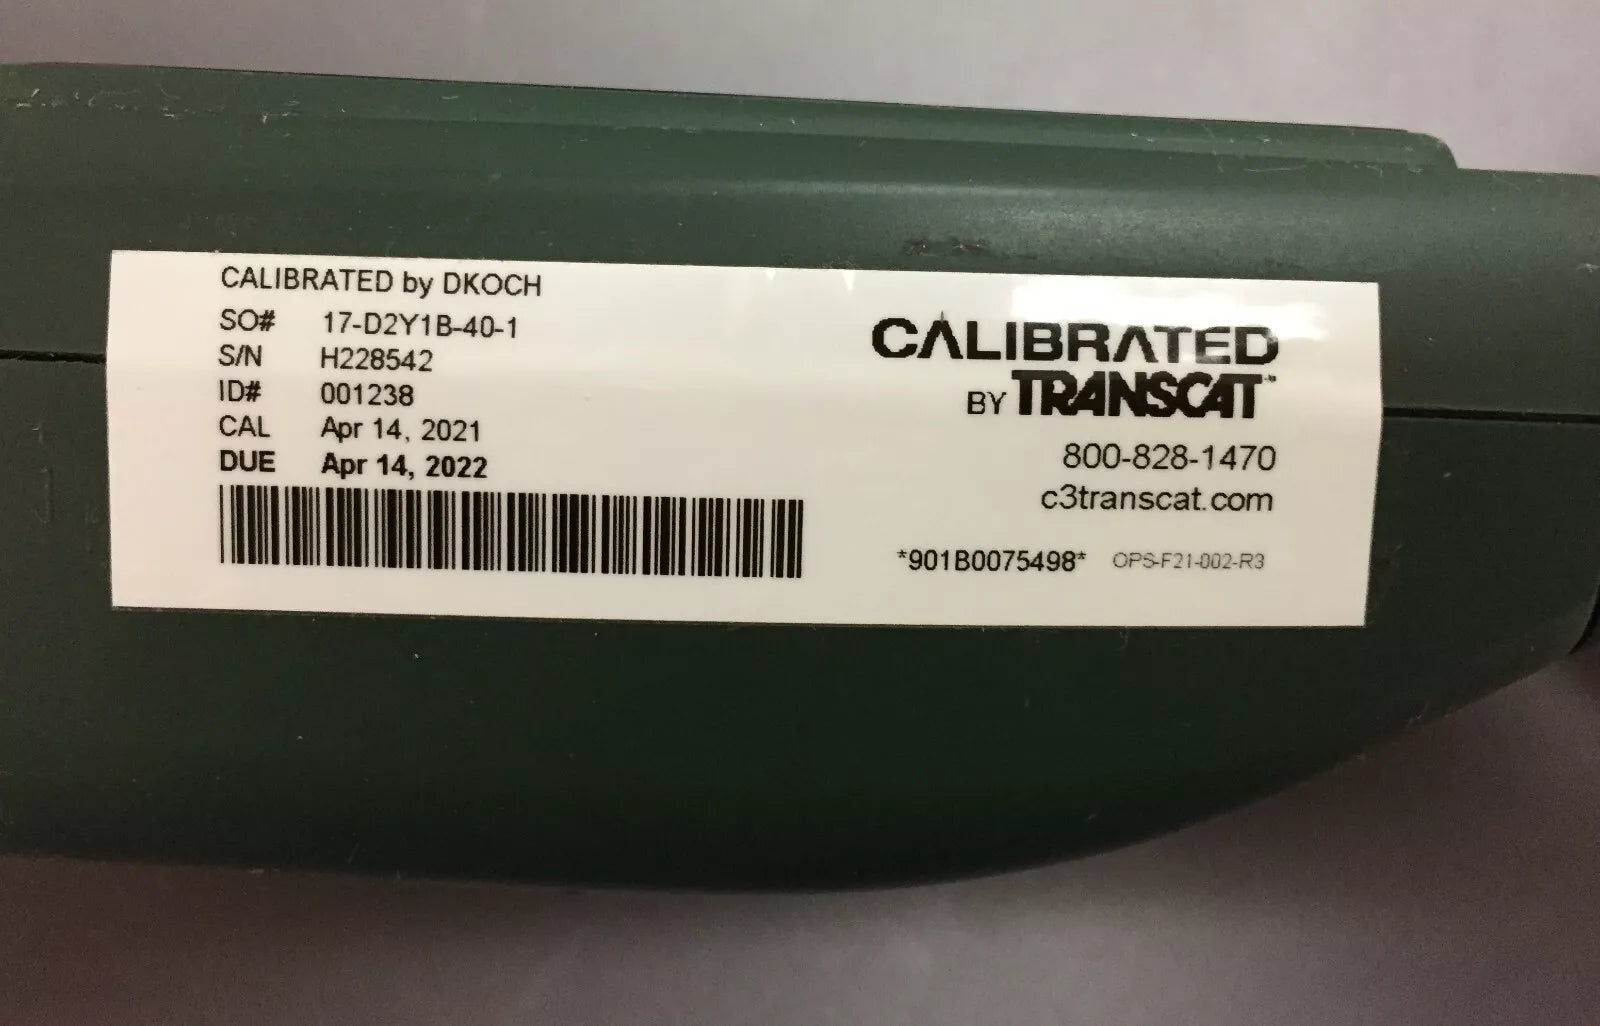 CALIBRATED by DKOCH
SO# 17-D2Y1B-40-1
S/N H228542
ID# 001238
CAL Apr 14, 2021
DUE Apr 14, 2022
CALIBRATED
BY TRANSCAT™
800-828-1470
c3transcat.com
*901B0075498* OPS-F21-002-R3